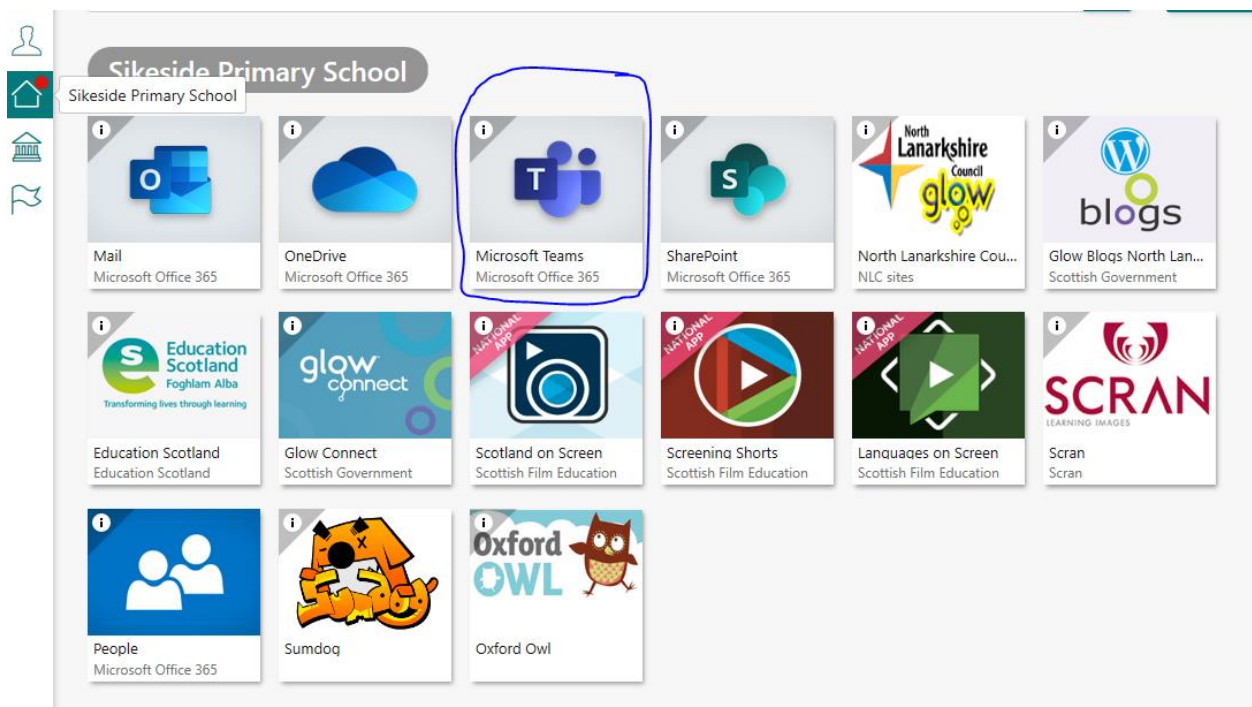 Sikeside Primary School
Sikeside Primary School
O
T
S
North
Lanarkshire
Council
glow
W
blogs
Mail
Microsoft Office 365
OneDrive
Microsoft Office 365
Microsoft Teams
Microsoft Office 365
SharePoint
Microsoft Office 365
North Lanarkshire Cou...
NLC sites
Glow Blogs North Lan...
Scottish Government
S
Education
Scotland
Foghlam Alba
Transforming lives through learning
glow
connect
NATIONAL
APP
NATIONAL
APP
NATIONAL
APP
SCRAN
LEARNING IMAGES
Education Scotland
Education Scotland
Glow Connect
Scottish Government
Scotland on Screen
Scottish Film Education
Screening Shorts
Scottish Film Education
Languages on Screen
Scottish Film Education
Scran
Scran
Sumdog
Oxford
OWL
People
Microsoft Office 365
Sumdog
Oxford Owl